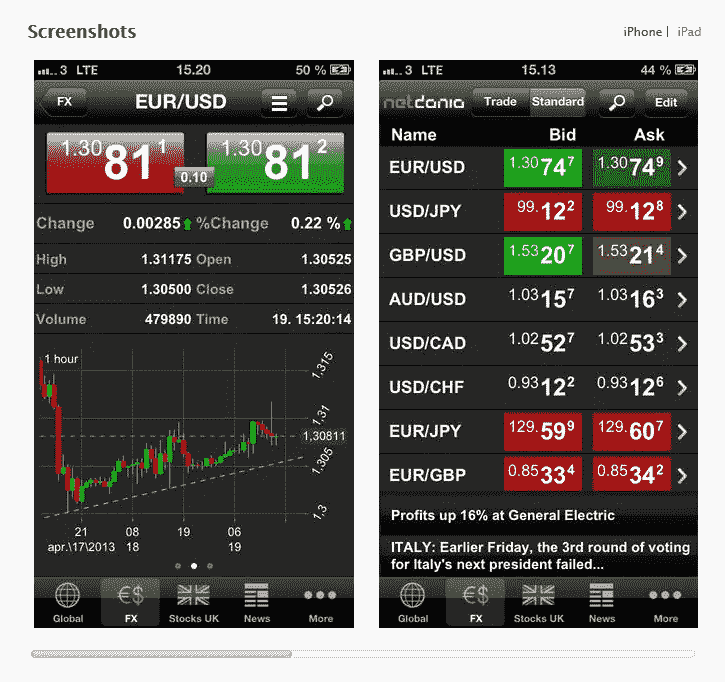 Screenshots
iPhone | iPad
3 LTE 15.20 50 %
FX EUR/USD
1.30 81 1 0.10 1.30 81 2
Change 0.00285 %Change 0.22 %
High 1.31175 Open 1.30525
Low 1.30500 Close 1.30526
Volume 479890 Time 19. 15:20:14
1 hour
1,315
1,31
1,30811
1,305
1,3
21 08 19 06
apr.\17\2013 18 19
Global FX Stocks UK News More
3 LTE 15.13 44 %
netdania Trade Standard Edit
Name Bid Ask
EUR/USD 1.30 74 7 1.30 74 9
USD/JPY 99. 12 2 99. 12 8
GBP/USD 1.53 20 7 1.53 21 4
AUD/USD 1.03 15 7 1.03 16 3
USD/CAD 1.02 52 7 1.02 53 3
USD/CHF 0.93 12 2 0.93 12 6
EUR/JPY 129. 59 9 129. 60 7
EUR/GBP 0.85 33 4 0.85 34 2
Profits up 16% at General Electric
ITALY: Earlier Friday, the 3rd round of voting
for Italy's next president failed...
Global FX Stocks UK News More